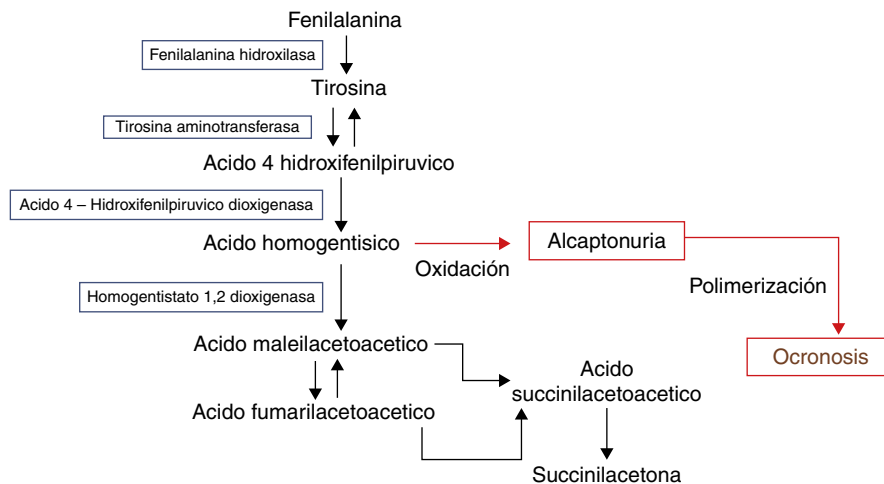 Fenilalanina
Fenilalanina hidroxilasa
Tirosina
Tirosina aminotransferasa
Acido 4 hidroxifenilpiruvico
Acido 4 – Hidroxifenilpiruvico dioxigenasa
Acido homogentisico
Oxidación
Alcaptonuria
Polimerización
Ocronosis
Homogentistato 1,2 dioxigenasa
Acido maleilacetoacetico
Acido fumarilacetoacetico
Acido
succinilacetoacetico
Succinilacetona